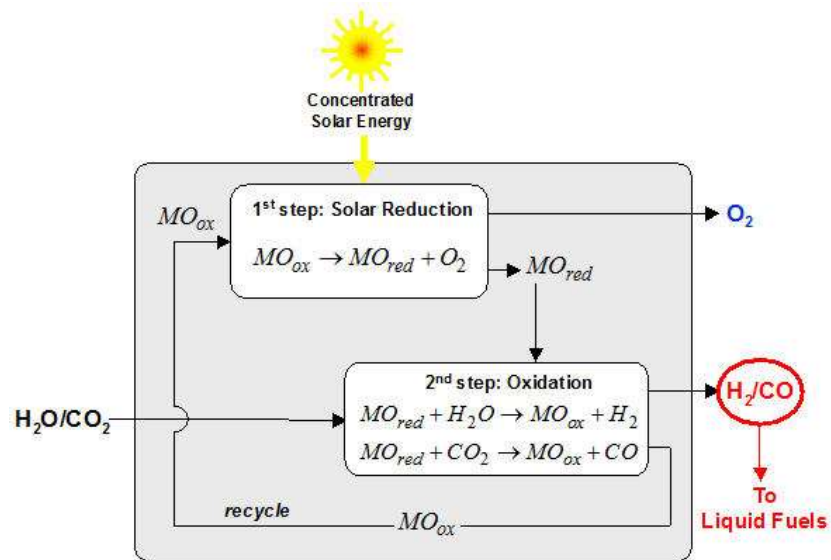 Concentrated
Solar Energy
1st step: Solar Reduction
MOox
MOox → MOred + O2
O2
MOred
2nd step: Oxidation
MOred + H2O → MOox + H2
MOred + CO2 → MOox + CO
H2O/CO2
H2/CO
recycle
MOox
To
Liquid Fuels